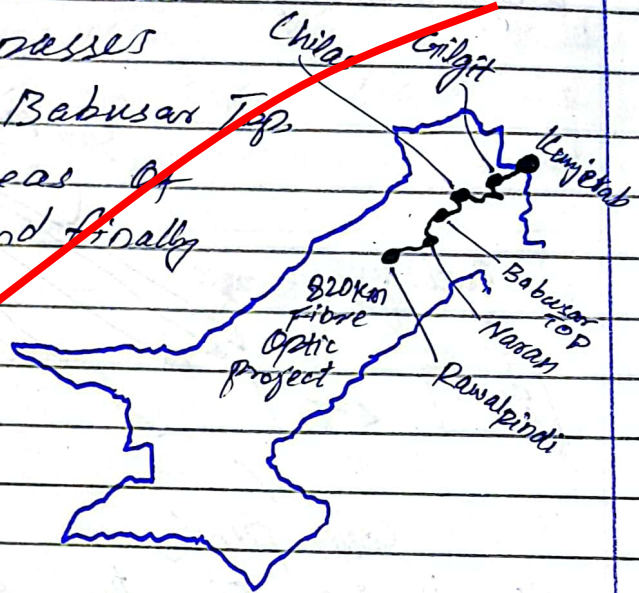 passes
Babusar Top,
eas Of
nd finally
Chilas
Gilgit
Kunjerab
820km
Fibre
Optic
project
Babusar
TOP
Naran
Rawalpindi